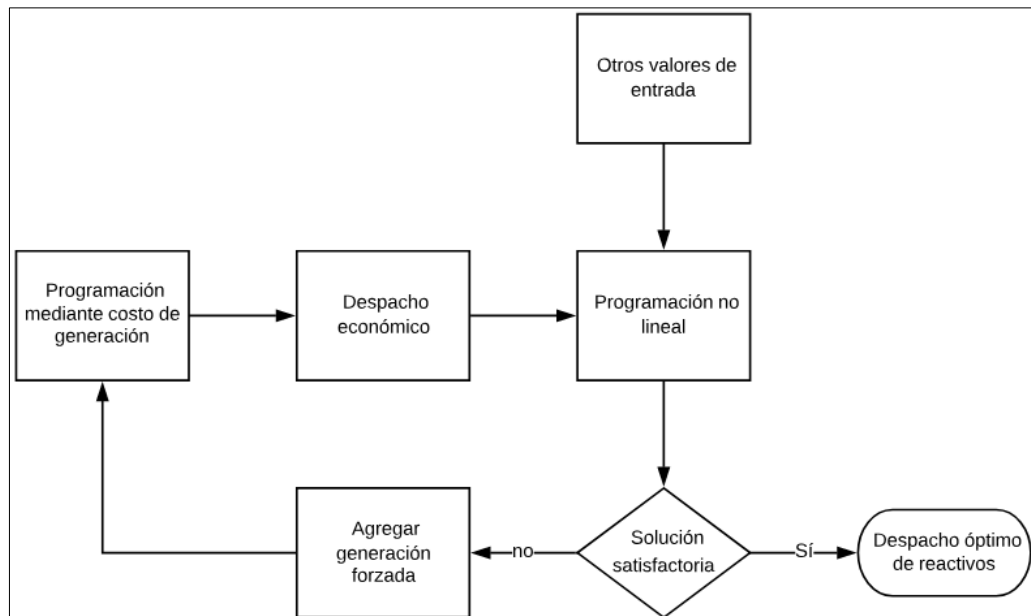 Otros valores de
entrada
Programación
mediante costo de
generación
Despacho
económico
Programación no
lineal
Agregar
generación
forzada
no
Solución
satisfactoria
Sí
Despacho óptimo
de reactivos